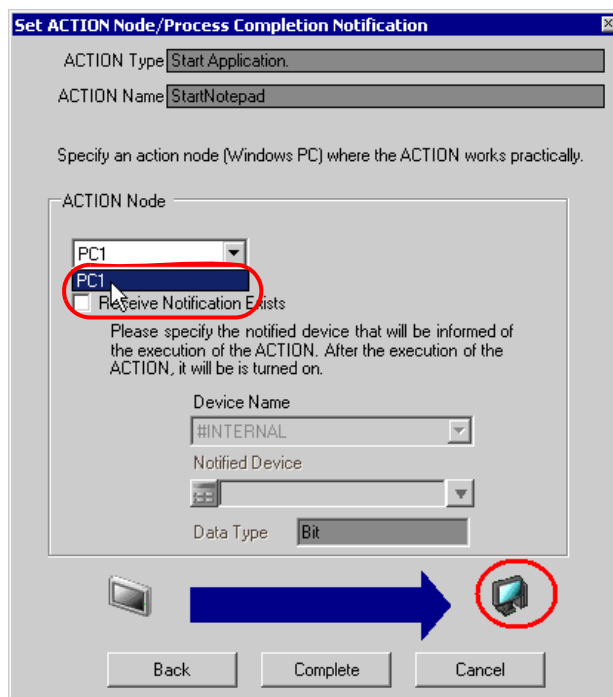 Set ACTION Node/Process Completion Notification
ACTION Type Start Application.
ACTION Name StartNotepad
Specify an action node (Windows PC) where the ACTION works practically.
ACTION Node
PC1
PC1
Receive Notification Exists
Please specify the notified device that will be informed of
the execution of the ACTION. After the execution of the
ACTION, it will be is turned on.
Device Name
#INTERNAL
Notified Device
Data Type Bit
Back Complete Cancel